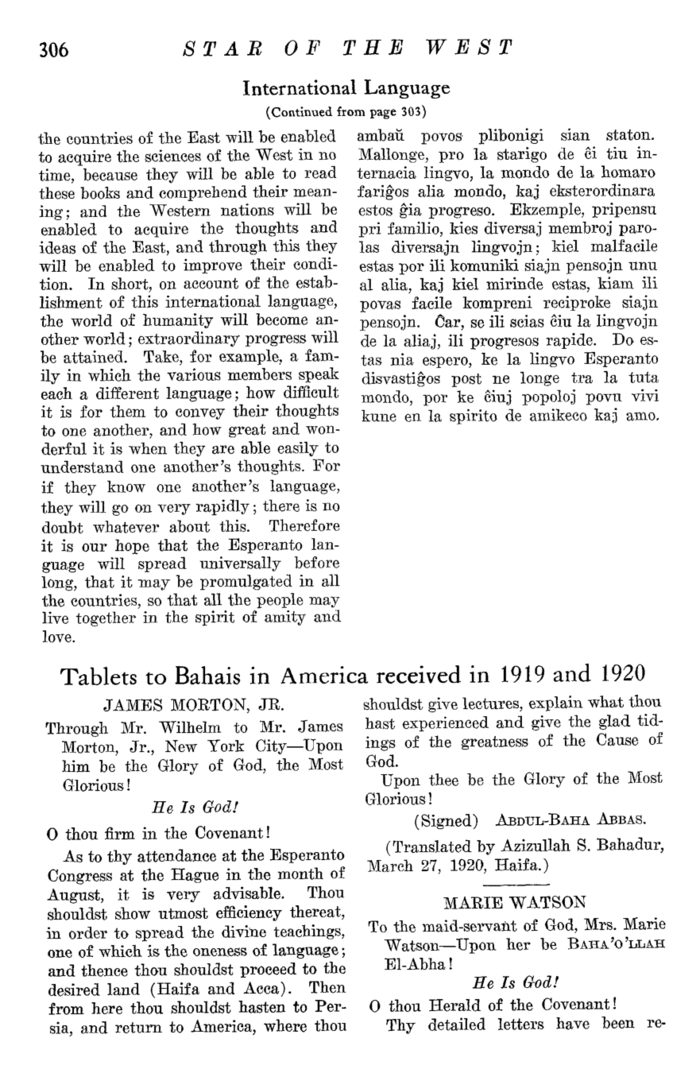 306
STAR OF THE WEST
International Language
(Continued from page 303)
the countries of the East will be enabled
to acquire the sciences of the West in no
time, because they will be able to read
these books and comprehend their mean-
ing; and the Western nations will be
enabled to acquire the thoughts and
ideas of the East, and through this they
will be enabled to improve their condi-
tion. In short, on account of the estab-
lishment of this international language,
the world of humanity will become an-
other world; extraordinary progress will
be attained. Take, for example, a fam-
ily in which the various members speak
each a different language; how difficult
it is for them to convey their thoughts
to one another, and how great and won-
derful it is when they are able easily to
understand one another's thoughts. For
if they know one another's language,
they will go on very rapidly; there is no
doubt whatever about this. Therefore
it is our hope that the Esperanto lan-
guage will spread universally before
long, that it may be promulgated in all
the countries, so that all the people may
live together in the spirit of amity and
love.
ambaŭ povos plibonigi sian staton.
Mallonge, pro la starigo de ĉi tiu in-
ternacia lingvo, la mondo de la homaro
fariĝos alia mondo, kaj eksterordinara
estos ĝia progreso. Ekzemple, pripensu
pri familio, kies diversaj membroj paro-
las diversajn lingvojn; kiel malfacile
estas por ili komuniki siajn pensojn unu
al alia, kaj kiel mirinde estas, kiam ili
povas facile kompreni reciproke siajn
pensojn. Ĉar, se ili scias ĉiu la lingvojn
de la aliaj, ili progresos rapide. Do es-
tas nia espero, ke la lingvo Esperanto
disvastiĝos post ne longe tra la tuta
mondo, por ke ĉiuj popoloj povu vivi
kune en la spirito de amikeco kaj amo.
Tablets to Bahais in America received in 1919 and 1920
JAMES MORTON, JR.
Through Mr. Wilhelm to Mr. James
Morton, Jr., New York City—Upon
him be the Glory of God, the Most
Glorious!
He Is God!
O thou firm in the Covenant!
As to thy attendance at the Esperanto
Congress at the Hague in the month of
August, it is very advisable. Thou
shouldst show utmost efficiency thereat,
in order to spread the divine teachings,
one of which is the oneness of language;
and thence thou shouldst proceed to the
desired land (Haifa and Acca). Then
from here thou shouldst hasten to Per-
sia, and return to America, where thou
shouldst give lectures, explain what thou
hast experienced and give the glad tid-
ings of the greatness of the Cause of
God.
Upon thee be the Glory of the Most
Glorious!
(Signed) ABDUL-BAHA ABBAS.
(Translated by Azizullah S. Bahadur,
March 27, 1920, Haifa.)
MARIE WATSON
To the maid-servant of God, Mrs. Marie
Watson—Upon her be BAHA'O'LLAH
El-Abha!
He Is God!
O thou Herald of the Covenant!
Thy detailed letters have been re-